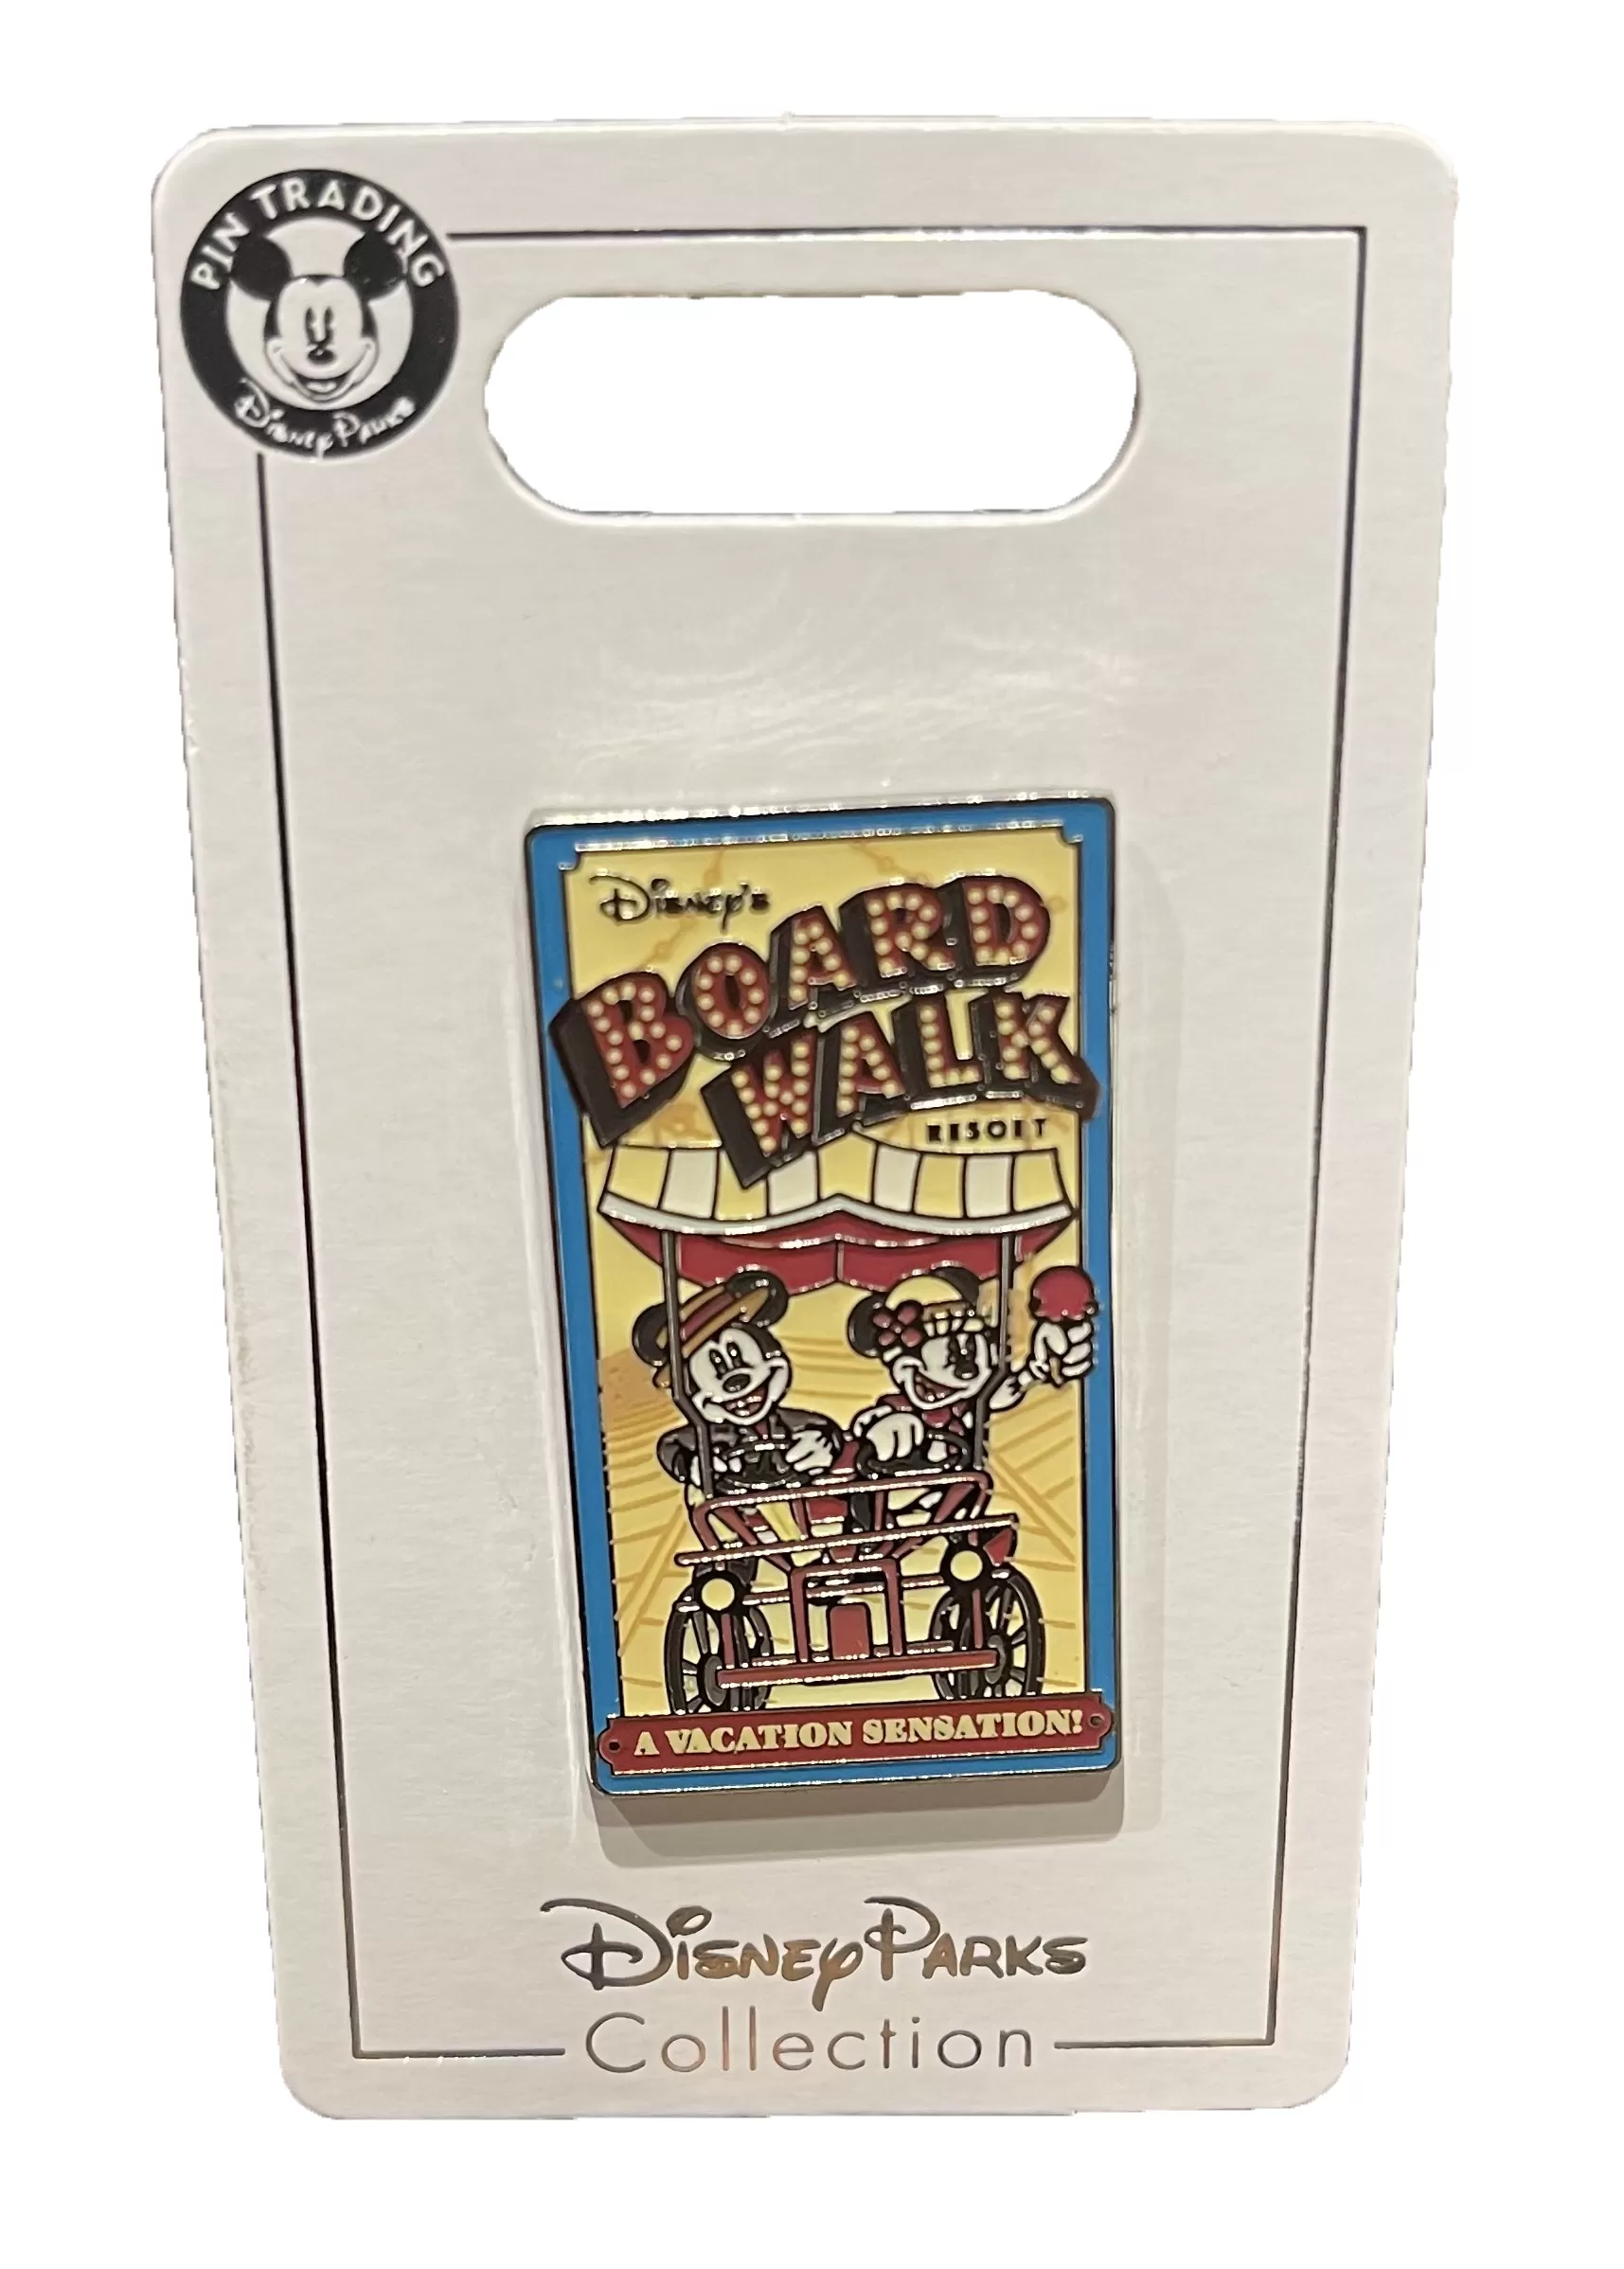 PIN TRADING
Disney Parks
Disney's
BOARD
WALK
RESORT
A VACATION SENSATION!
Disney Parks
Collection